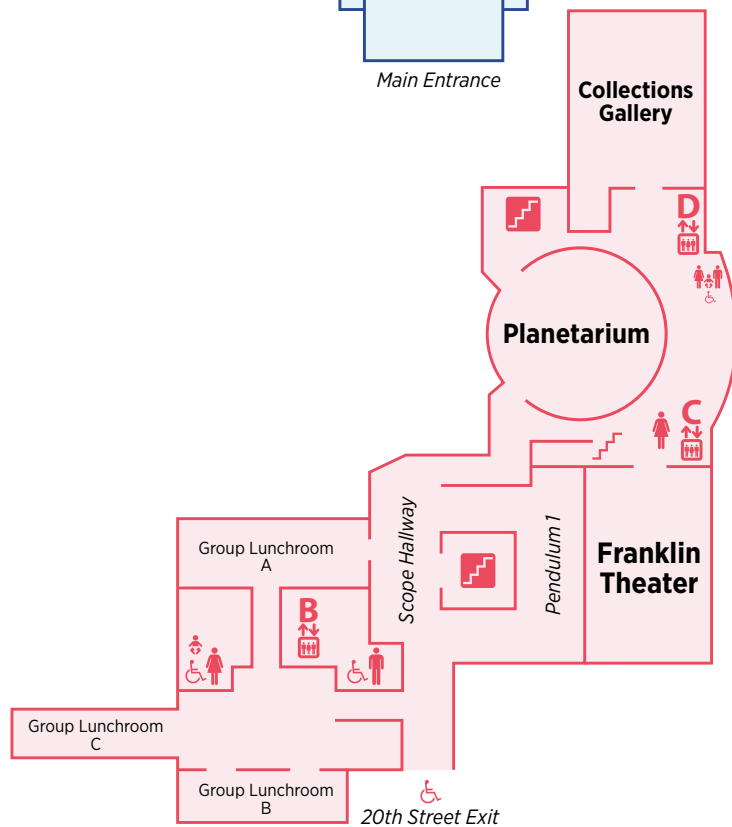 Main Entrance
Collections
Gallery
D
Planetarium
C
Scope Hallway
Pendulum 1
Franklin
Theater
Group Lunchroom
A
B
Group Lunchroom
C
Group Lunchroom
B
20th Street Exit